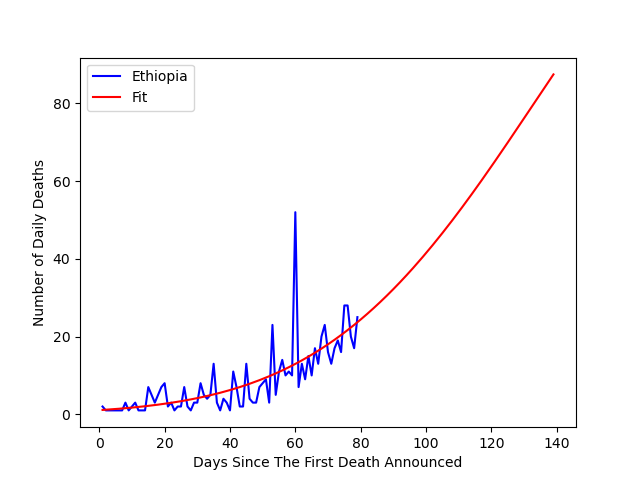 Ethiopia
Fit
80
60
40
20
0
Number of Daily Deaths
0 20 40 60 80 100 120 140
Days Since The First Death Announced